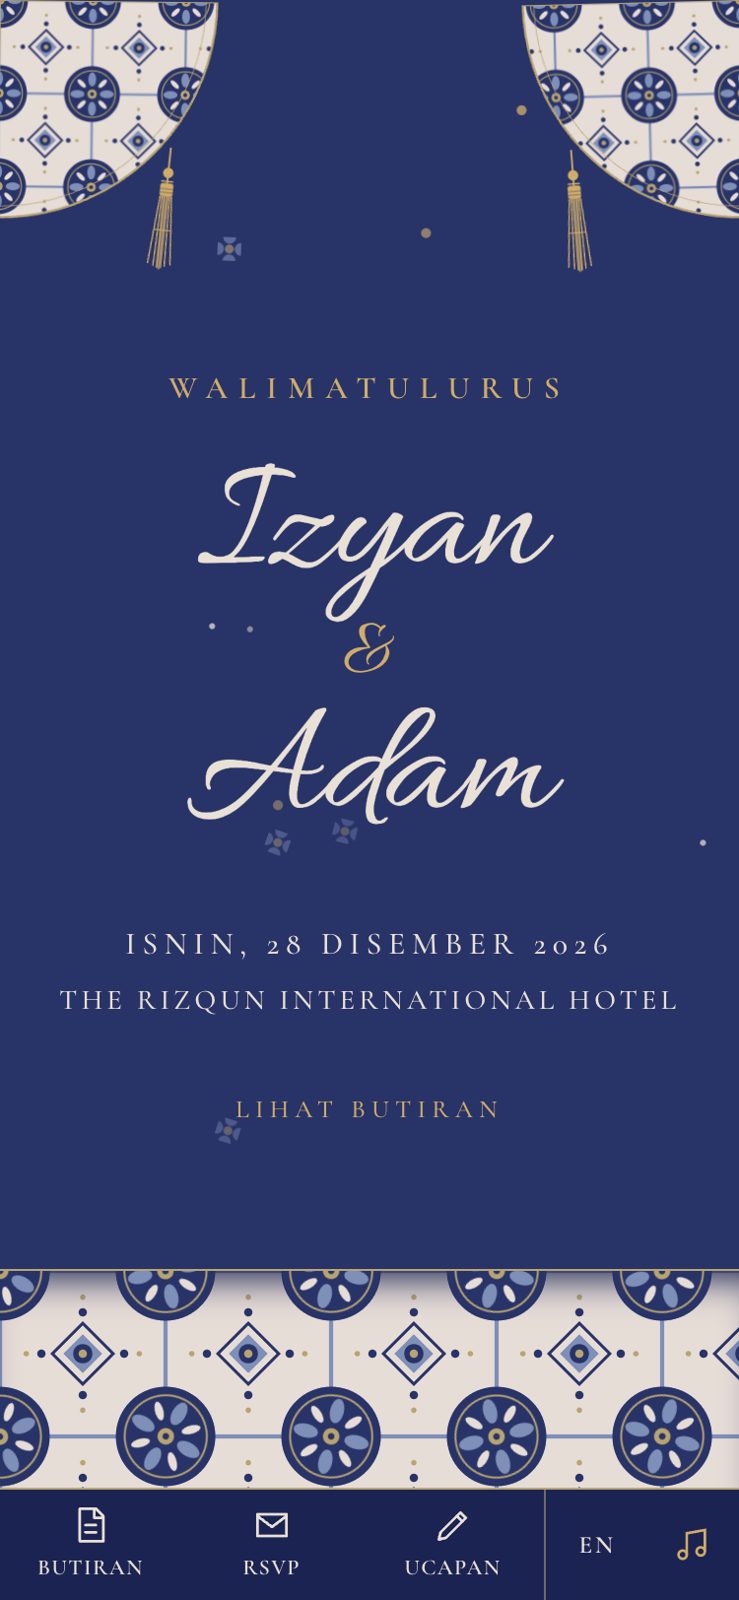 WALIMATULURUS
Izyan
&
Adam
ISNIN, 28 DISEMBER 2026
THE RIZQUN INTERNATIONAL HOTEL
LIHAT BUTIRAN
BUTIRAN
RSVP
UCAPAN
EN